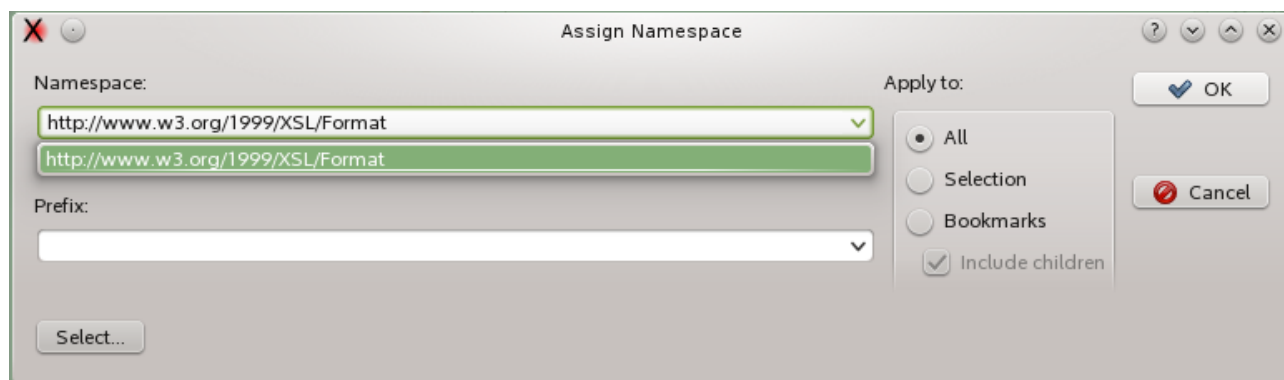 Assign Namespace
Namespace:
Apply to:
OK
http://www.w3.org/1999/XSL/Format
All
http://www.w3.org/1999/XSL/Format
Selection
Cancel
Prefix:
Bookmarks
Include children
Select...